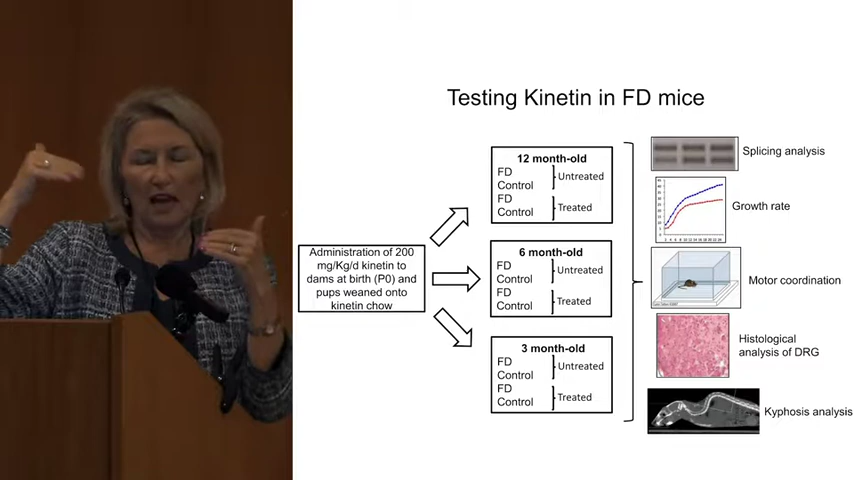 Testing Kinetin in FD mice
Administration of 200
mg/Kg/d kinetin to
dams at birth (P0) and
pups weaned onto
kinetin chow
12 month-old
FD
Control
Untreated
FD
Control
Treated
6 month-old
FD
Control
Untreated
FD
Control
Treated
3 month-old
FD
Control
Untreated
FD
Control
Treated
Splicing analysis
Growth rate
Motor coordination
Histological
analysis of DRG
Kyphosis analysis